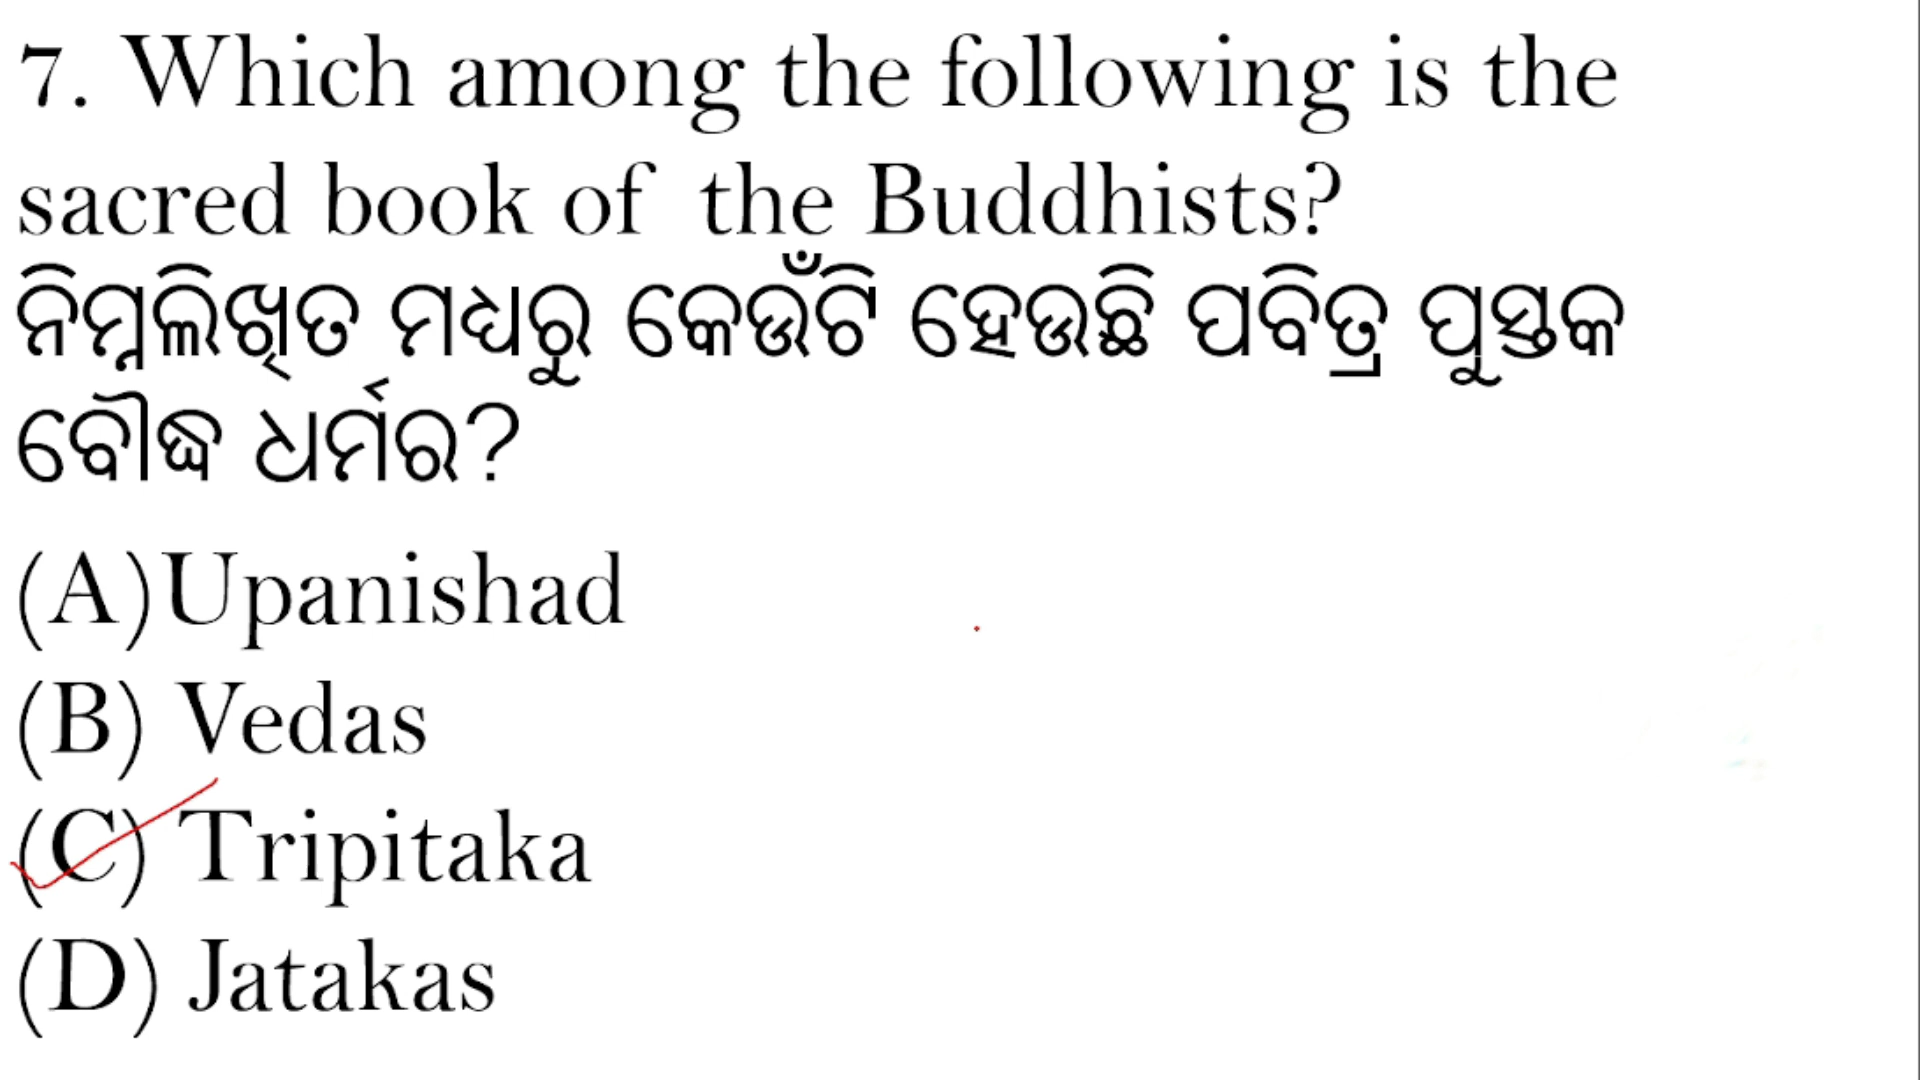 7. Which among the following is the
sacred book of the Buddhists?
ନିମ୍ନଲିଖିତ ମଧ୍ୟରୁ କେଉଁଟି ହେଉଛି ପବିତ୍ର ପୁସ୍ତକ
ବୌଦ୍ଧ ଧର୍ମର?
(A)Upanishad
(B) Vedas
(C) Tripitaka
(D) Jatakas